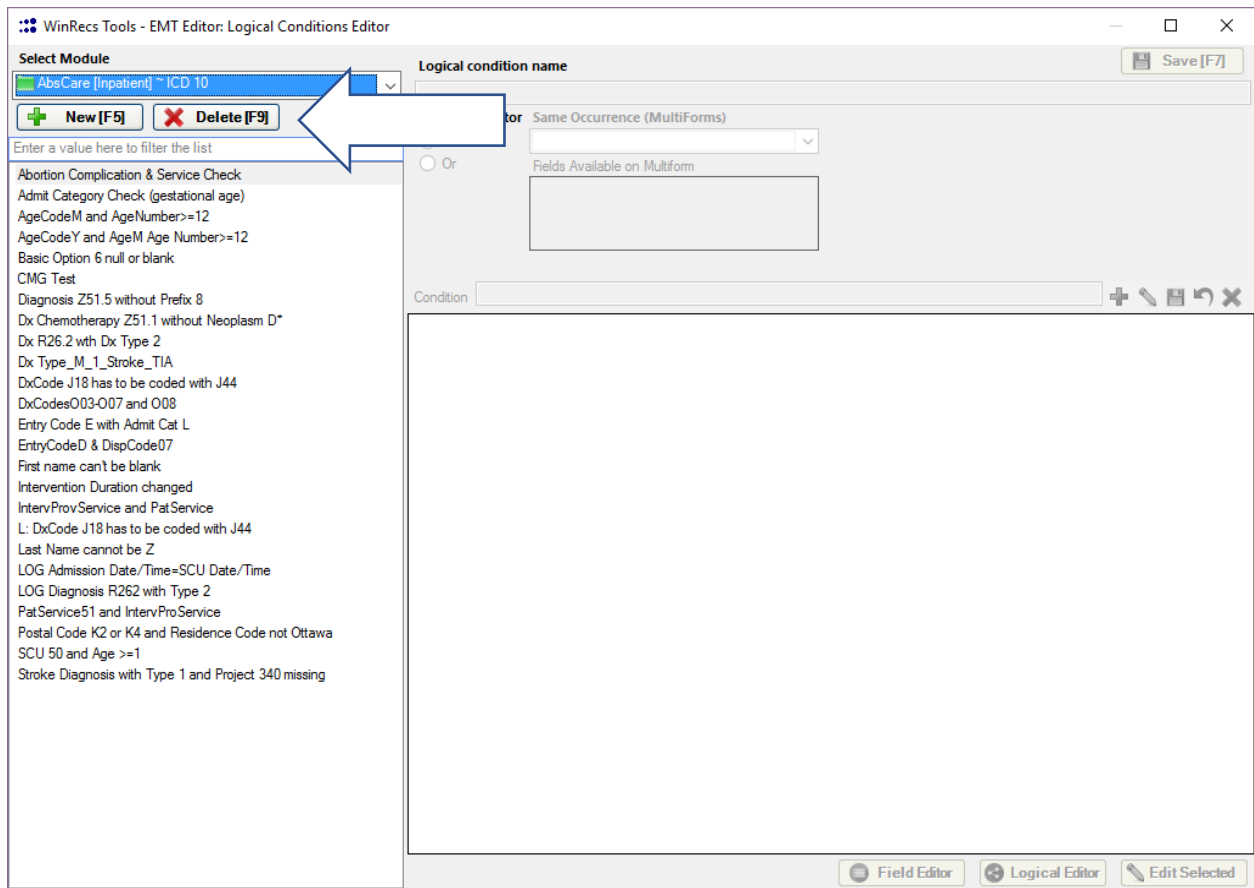 WinRecs Tools - EMT Editor: Logical Conditions Editor
Select Module
AbsCare [Inpatient] ~ ICD 10
New [F5]
Delete [F9]
Enter a value here to filter the list
Abortion Complication & Service Check
Admit Category Check (gestational age)
AgeCodeM and AgeNumber>=12
AgeCodeY and AgeM Age Number>=12
Basic Option 6 null or blank
CMG Test
Diagnosis Z51.5 without Prefix 8
Dx Chemotherapy Z51.1 without Neoplasm D*
Dx R26.2 wth Dx Type 2
Dx Type_M_1_Stroke_TIA
DxCode J18 has to be coded with J44
DxCodesO03-O07 and O08
Entry Code E with Admit Cat L
EntryCodeD & DispCode07
First name can't be blank
Intervention Duration changed
IntervProvService and PatService
L: DxCode J18 has to be coded with J44
Last Name cannot be Z
LOG Admission Date/Time=SCU Date/Time
LOG Diagnosis R262 with Type 2
PatService51 and IntervProService
Postal Code K2 or K4 and Residence Code not Ottawa
SCU 50 and Age >=1
Stroke Diagnosis with Type 1 and Project 340 missing
Logical condition name
Save [F7]
tor
Same Occurrence (MultiForms)
Or
Fields Available on Multiform
Condition
Field Editor
Logical Editor
Edit Selected